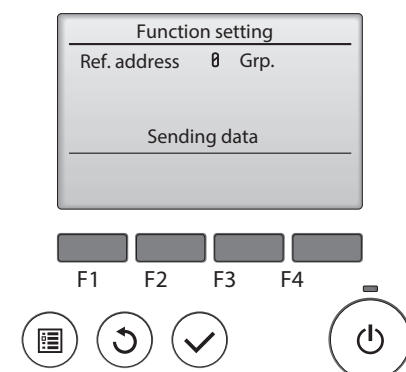 Function setting
Ref. address 0 Grp.
Sending data
F1 F2 F3 F4